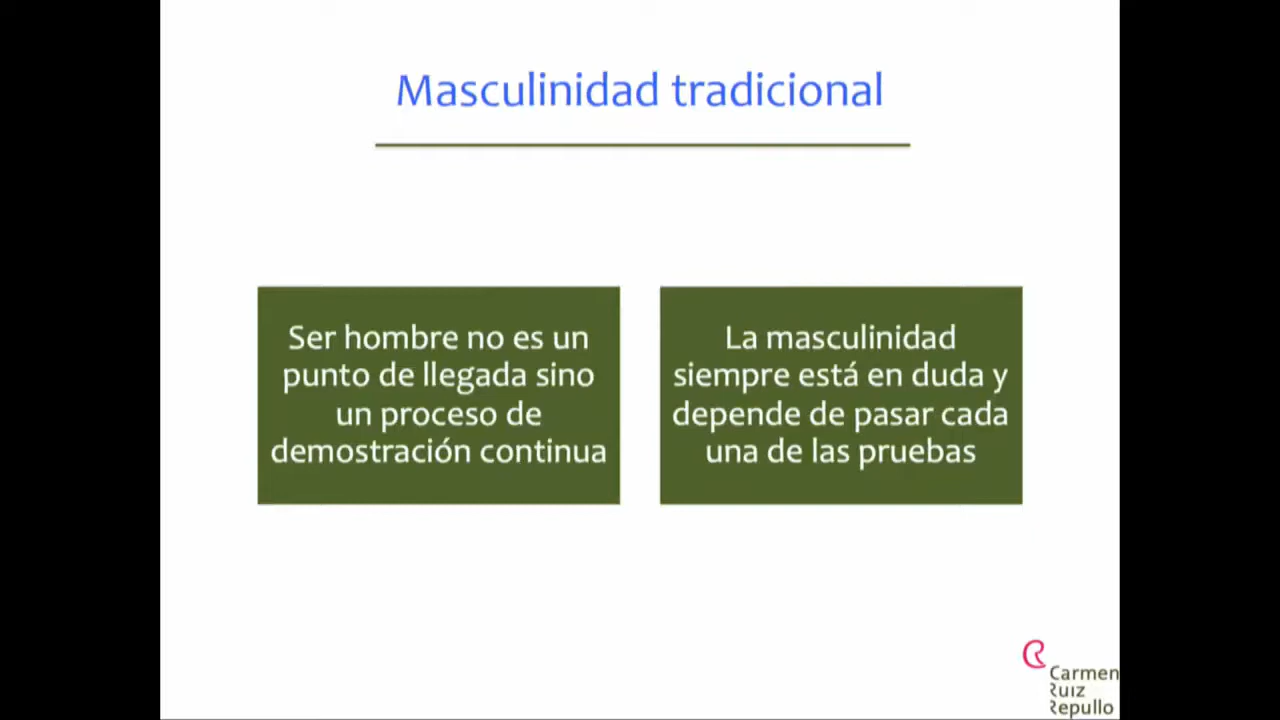 Masculinidad tradicional
Ser hombre no es un
punto de llegada sino
un proceso de
demostración continua
La masculinidad
siempre está en duda y
depende de pasar cada
una de las pruebas
Carmen
Ruiz
Repullo